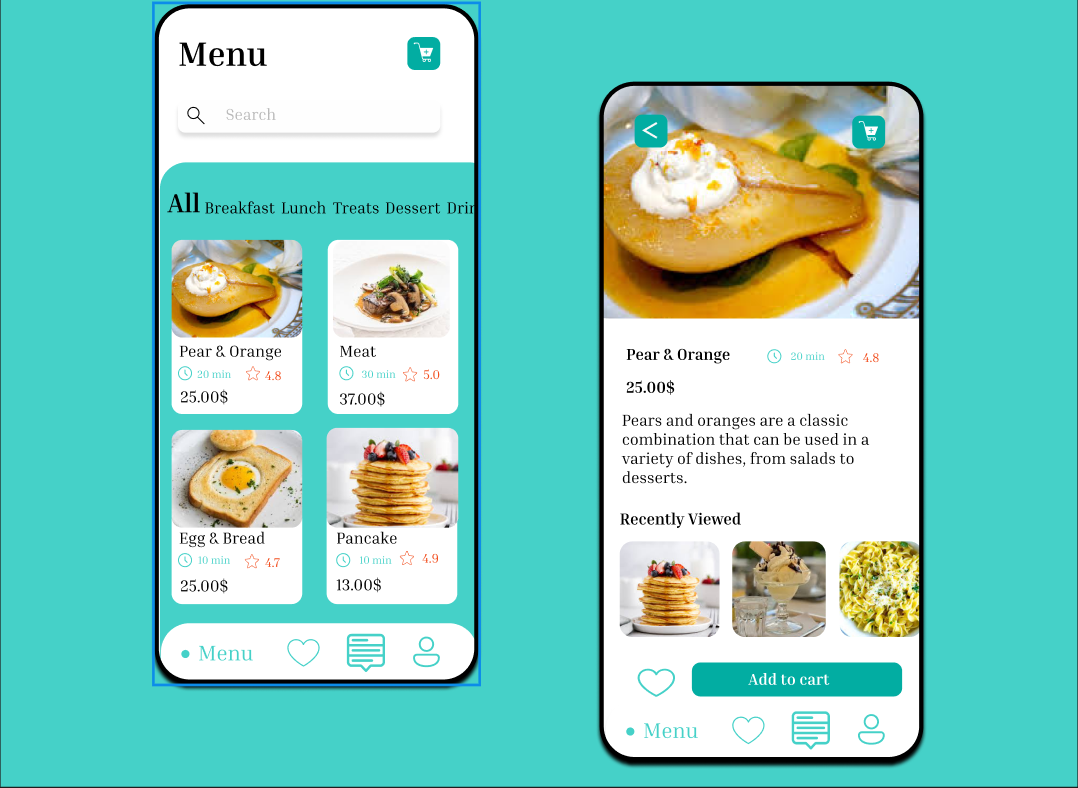 Menu
Search
All Breakfast Lunch Treats Dessert Drin
Pear & Orange
20 min 4.8
25.00$
Meat
30 min 5.0
37.00$
Egg & Bread
10 min 4.7
25.00$
Pancake
10 min 4.9
13.00$
Menu
Pear & Orange 20 min 4.8
25.00$
Pears and oranges are a classic
combination that can be used in a
variety of dishes, from salads to
desserts.
Recently Viewed
Add to cart
Menu